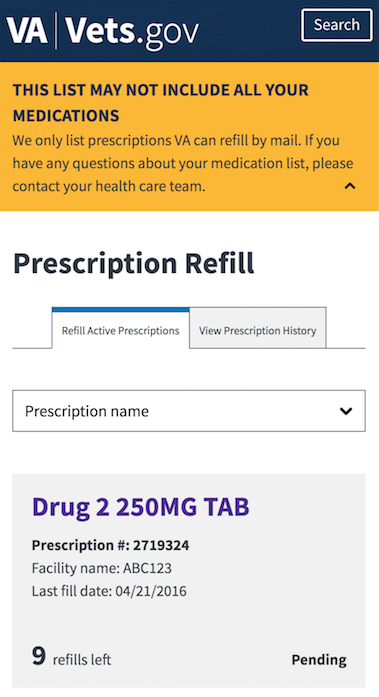 VA | Vets.gov
Search
THIS LIST MAY NOT INCLUDE ALL YOUR
MEDICATIONS
We only list prescriptions VA can refill by mail. If you
have any questions about your medication list, please
contact your health care team.
Prescription Refill
Refill Active Prescriptions
View Prescription History
Prescription name
Drug 2 250MG TAB
Prescription #: 2719324
Facility name: ABC123
Last fill date: 04/21/2016
9 refills left
Pending